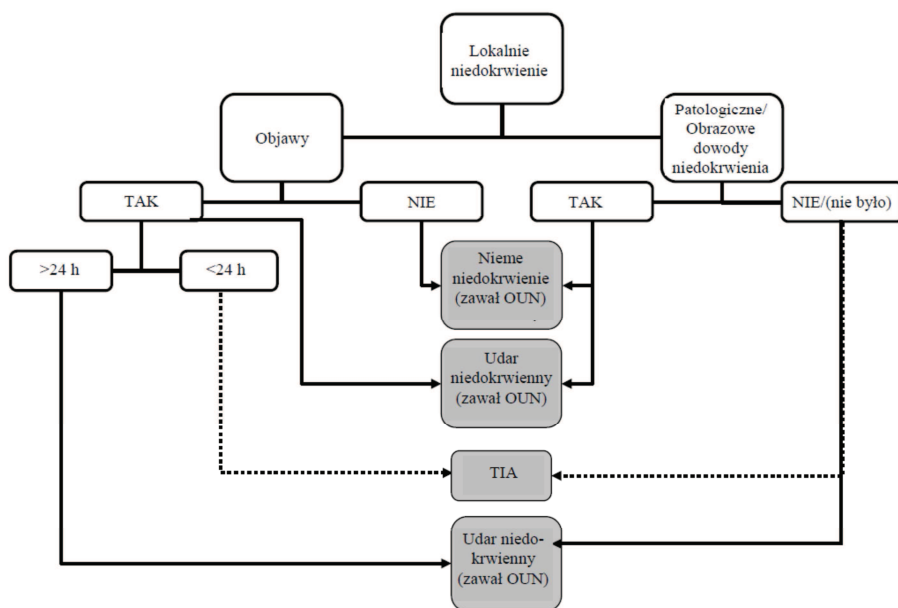 Lokalnie
niedokrwienie
Objawy
Patologiczne/
Obrazowe
dowody
niedokrwienia
TAK
NIE
TAK
NIE/(nie było)
>24 h
<24 h
Nieme
niedokrwienie
(zawał OUN)
Udar
niedokrwienny
(zawał OUN)
TIA
Udar niedo-
krwienny
(zawał OUN)